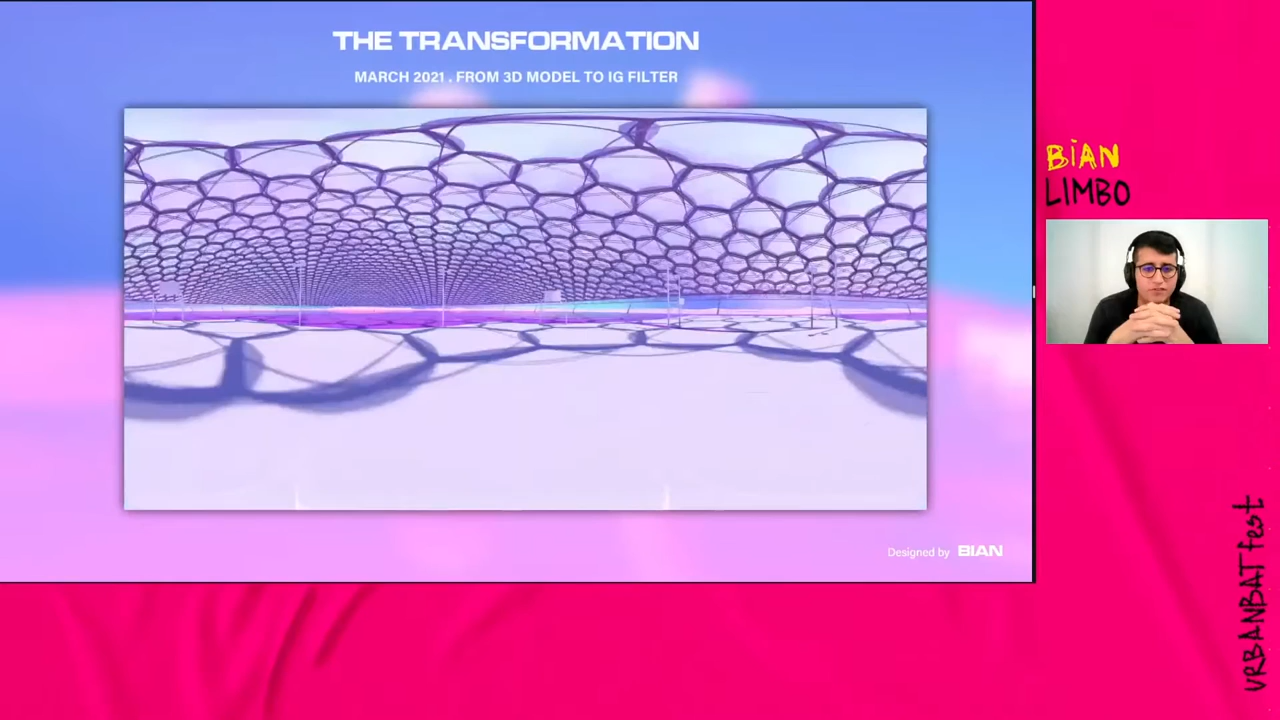 THE TRANSFORMATION
MARCH 2021 . FROM 3D MODEL TO IG FILTER
BiAN
LIMBO
Designed by BIAN
URBANBAT fest